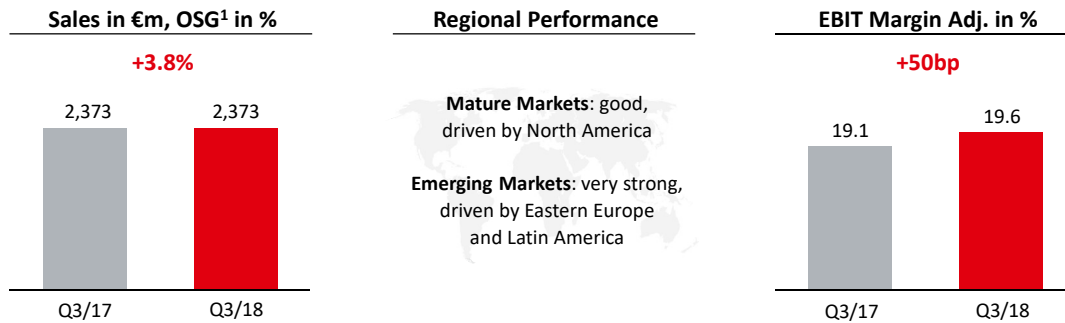 Sales in €m, OSG¹ in %
+3.8%
2,373
2,373
Q3/17
Q3/18
Regional Performance
Mature Markets: good,
driven by North America
Emerging Markets: very strong,
driven by Eastern Europe
and Latin America
EBIT Margin Adj. in %
+50bp
19.1
19.6
Q3/17
Q3/18